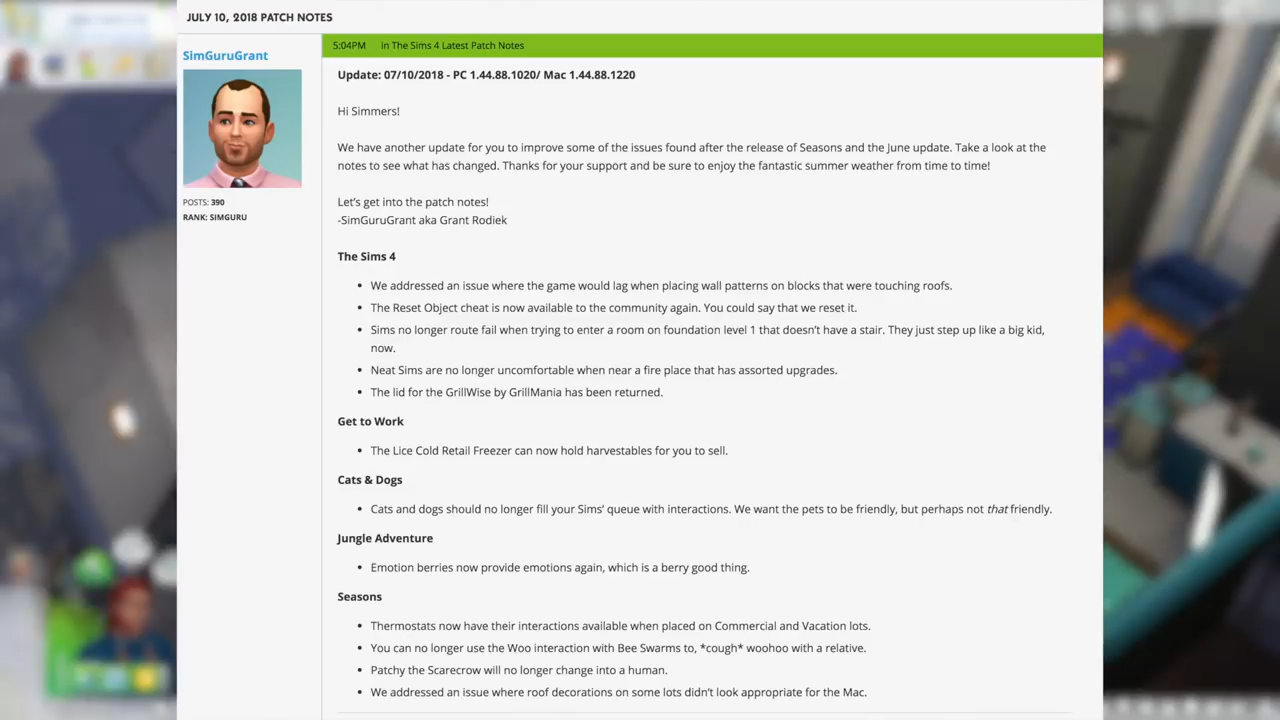 JULY 10, 2018 PATCH NOTES
SimGuruGrant
POSTS: 390
RANK: SIMGURU
5:04PM In The Sims 4 Latest Patch Notes
Update: 07/10/2018 - PC 1.44.88.1020/ Mac 1.44.88.1220
Hi Simmers!
We have another update for you to improve some of the issues found after the release of Seasons and the June update. Take a look at the
notes to see what has changed. Thanks for your support and be sure to enjoy the fantastic summer weather from time to time!
Let's get into the patch notes!
-SimGuruGrant aka Grant Rodiek
The Sims 4
• We addressed an issue where the game would lag when placing wall patterns on blocks that were touching roofs.
• The Reset Object cheat is now available to the community again. You could say that we reset it.
• Sims no longer route fail when trying to enter a room on foundation level 1 that doesn't have a stair. They just step up like a big kid,
now.
• Neat Sims are no longer uncomfortable when near a fire place that has assorted upgrades.
• The lid for the GrillWise by GrillMania has been returned.
Get to Work
• The Lice Cold Retail Freezer can now hold harvestables for you to sell.
Cats & Dogs
• Cats and dogs should no longer fill your Sims' queue with interactions. We want the pets to be friendly, but perhaps not that friendly.
Jungle Adventure
• Emotion berries now provide emotions again, which is a berry good thing.
Seasons
• Thermostats now have their interactions available when placed on Commercial and Vacation lots.
• You can no longer use the Woo interaction with Bee Swarms to, *cough* woohoo with a relative.
• Patchy the Scarecrow will no longer change into a human.
• We addressed an issue where roof decorations on some lots didn't look appropriate for the Mac.